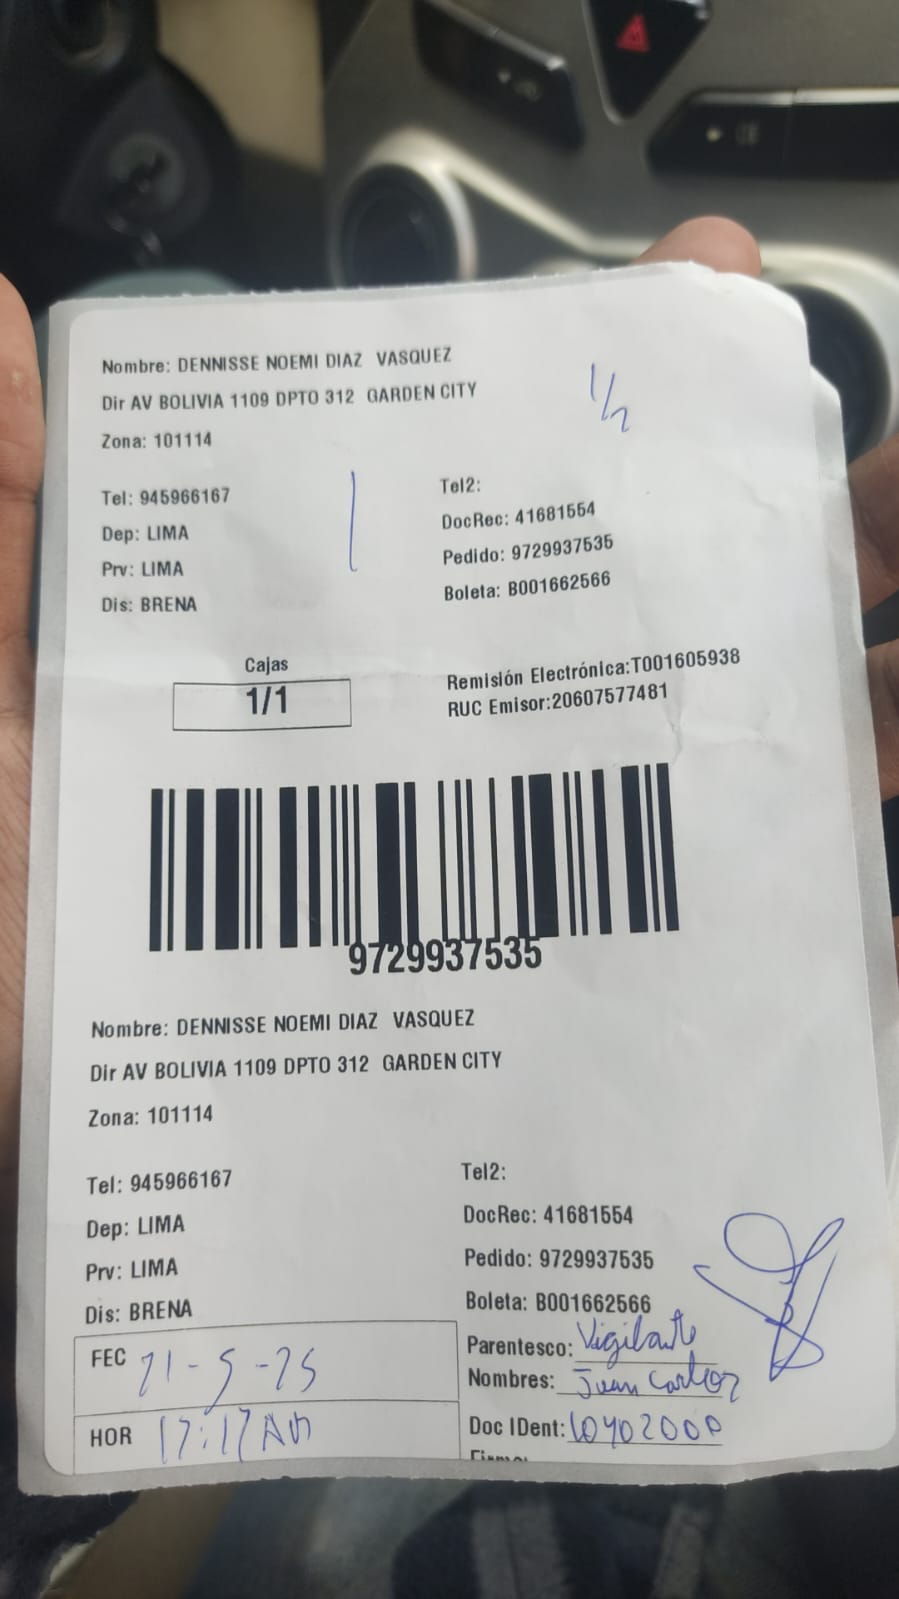 Nombre: DENNISSE NOEMI DIAZ VASQUEZ
Dir AV BOLIVIA 1109 DPTO 312 GARDEN CITY
1/2
Zona: 101114
Tel: 945966167
Tel2:
Dep: LIMA
DocRec: 41681554
Prv: LIMA
Pedido: 9729937535
Dis: BRENA
Boleta: B001662566
Cajas
1/1
Remisión Electrónica:T001605938
RUC Emisor:20607577481
9729937535
Nombre: DENNISSE NOEMI DIAZ VASQUEZ
Dir AV BOLIVIA 1109 DPTO 312 GARDEN CITY
Zona: 101114
Tel: 945966167
Tel2:
Dep: LIMA
DocRec: 41681554
Prv: LIMA
Pedido: 9729937535
Dis: BRENA
Boleta: B001662566
FEC 21-5-25
Parentesco: Vigilante
Nombres: Juan Carlos
HOR 12:17 AM
Doc IDent:
Firma: